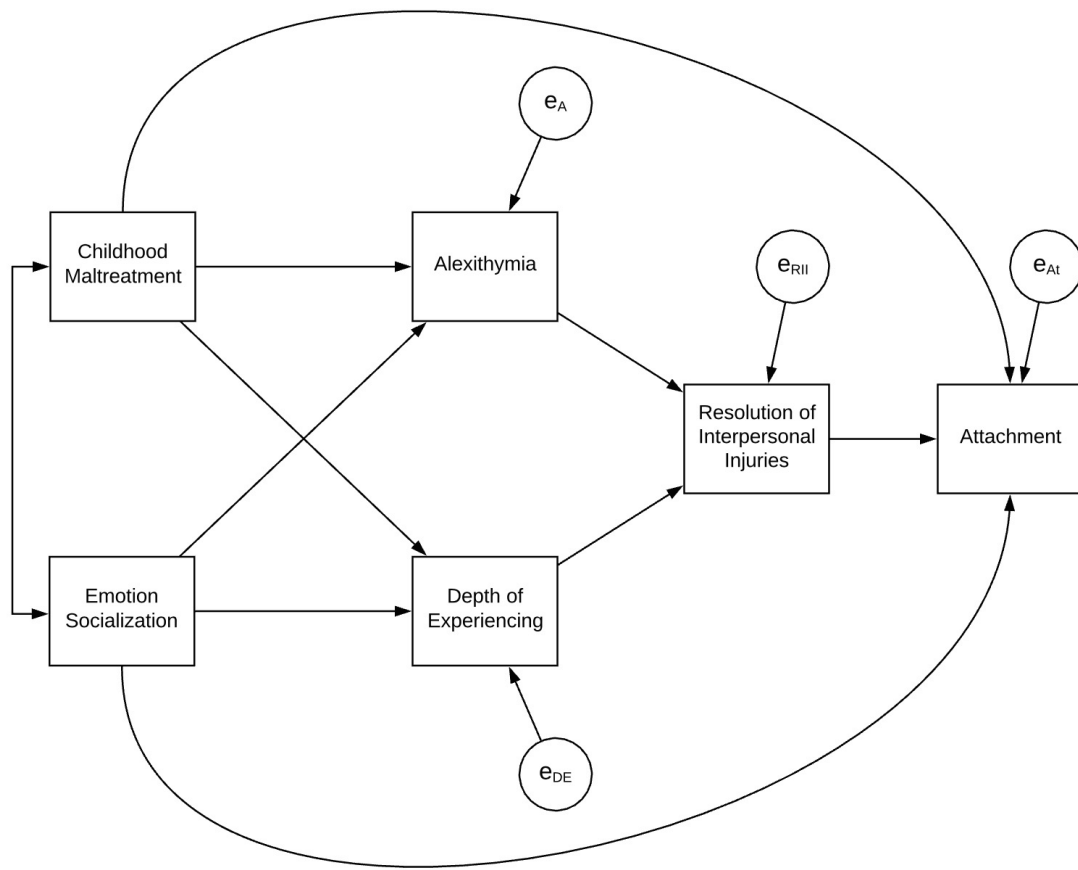 e_A
Childhood
Maltreatment
Alexithymia
e_RII
e_At
Resolution of
Interpersonal
Injuries
Attachment
Emotion
Socialization
Depth of
Experiencing
e_DE